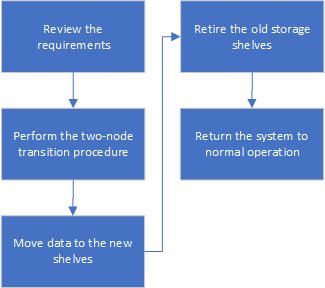 Review the
requirements
Perform the two-node
transition procedure
Move data to the new
shelves
Retire the old storage
shelves
Return the system to
normal operation